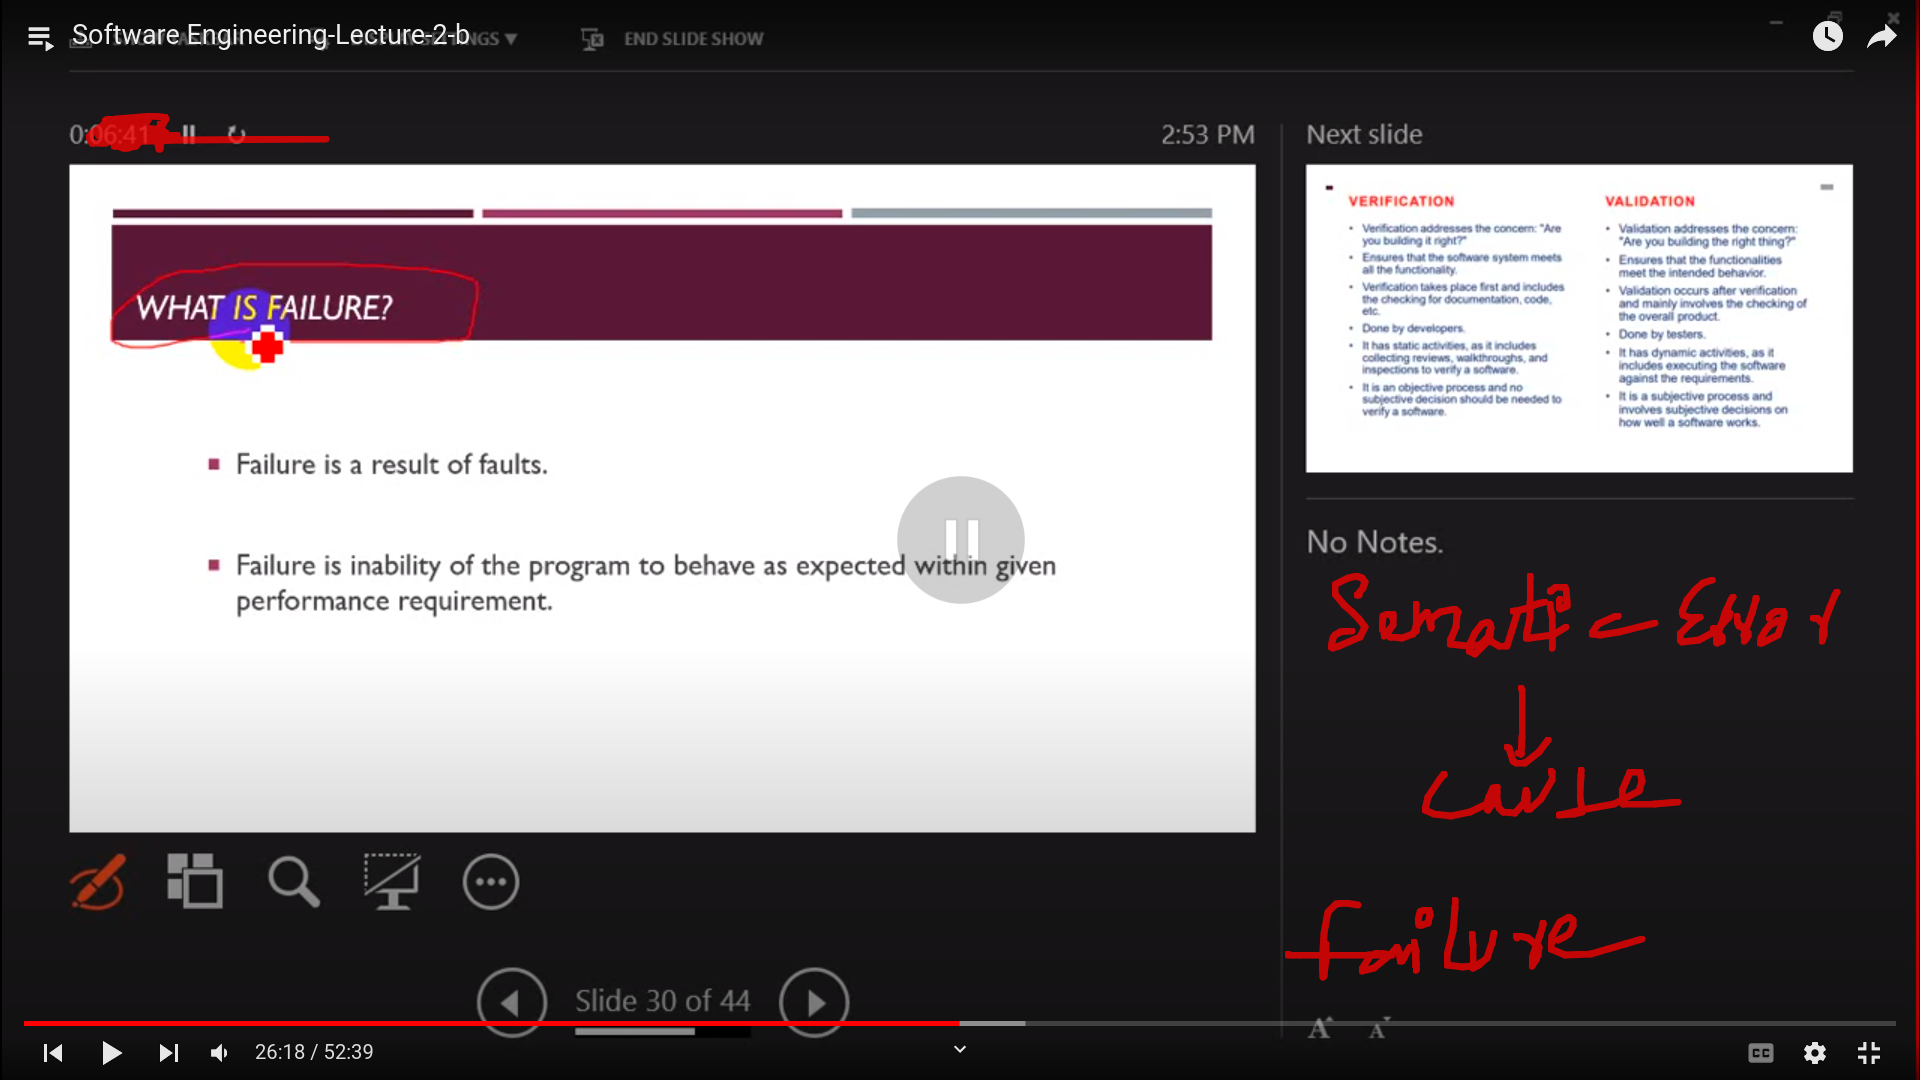 Software Engineering-Lecture-2-b
END SLIDE SHOW
0:06:41
2:53 PM
Next slide
WHAT IS FAILURE?
Failure is a result of faults.
Failure is inability of the program to behave as expected within given
performance requirement.
VERIFICATION
• Verification addresses the concern: "Are
you building it right?"
• Ensures that the software system meets
all the functionality.
• Verification takes place first and includes
the checking for documentation, code,
etc.
• Done by developers.
• It has static activities, as it includes
collecting reviews, walkthroughs, and
inspections to verify a software.
• It is an objective process and no
subjective decision should be needed to
verify a software.
VALIDATION
• Validation addresses the concern:
"Are you building the right thing?"
• Ensures that the functionalities
meet the intended behavior.
• Validation occurs after verification
and mainly involves the checking of
the overall product.
• Done by testers.
• It has dynamic activities, as it
includes executing the software
against the requirements.
• It is a subjective process and
involves subjective decisions on
how well a software works.
No Notes.
Error
cause
failure
Slide 30 of 44
A A
26:18 / 52:39
CC